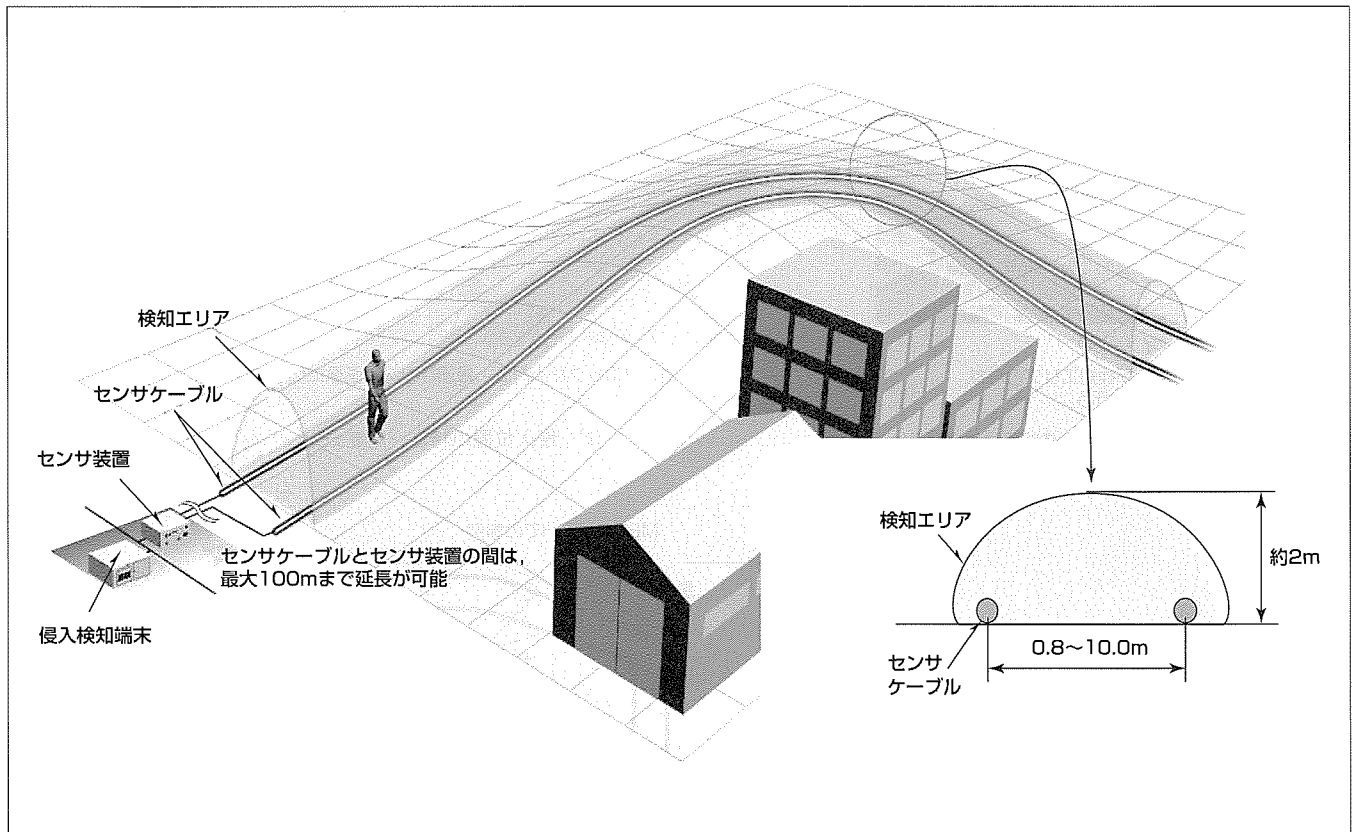 検知エリア
センサケーブル
センサ装置
センサケーブルとセンサ装置の間は,
最大100mまで延長が可能
侵入検知端末
検知エリア
約2m
0.8〜10.0m
センサ
ケーブル